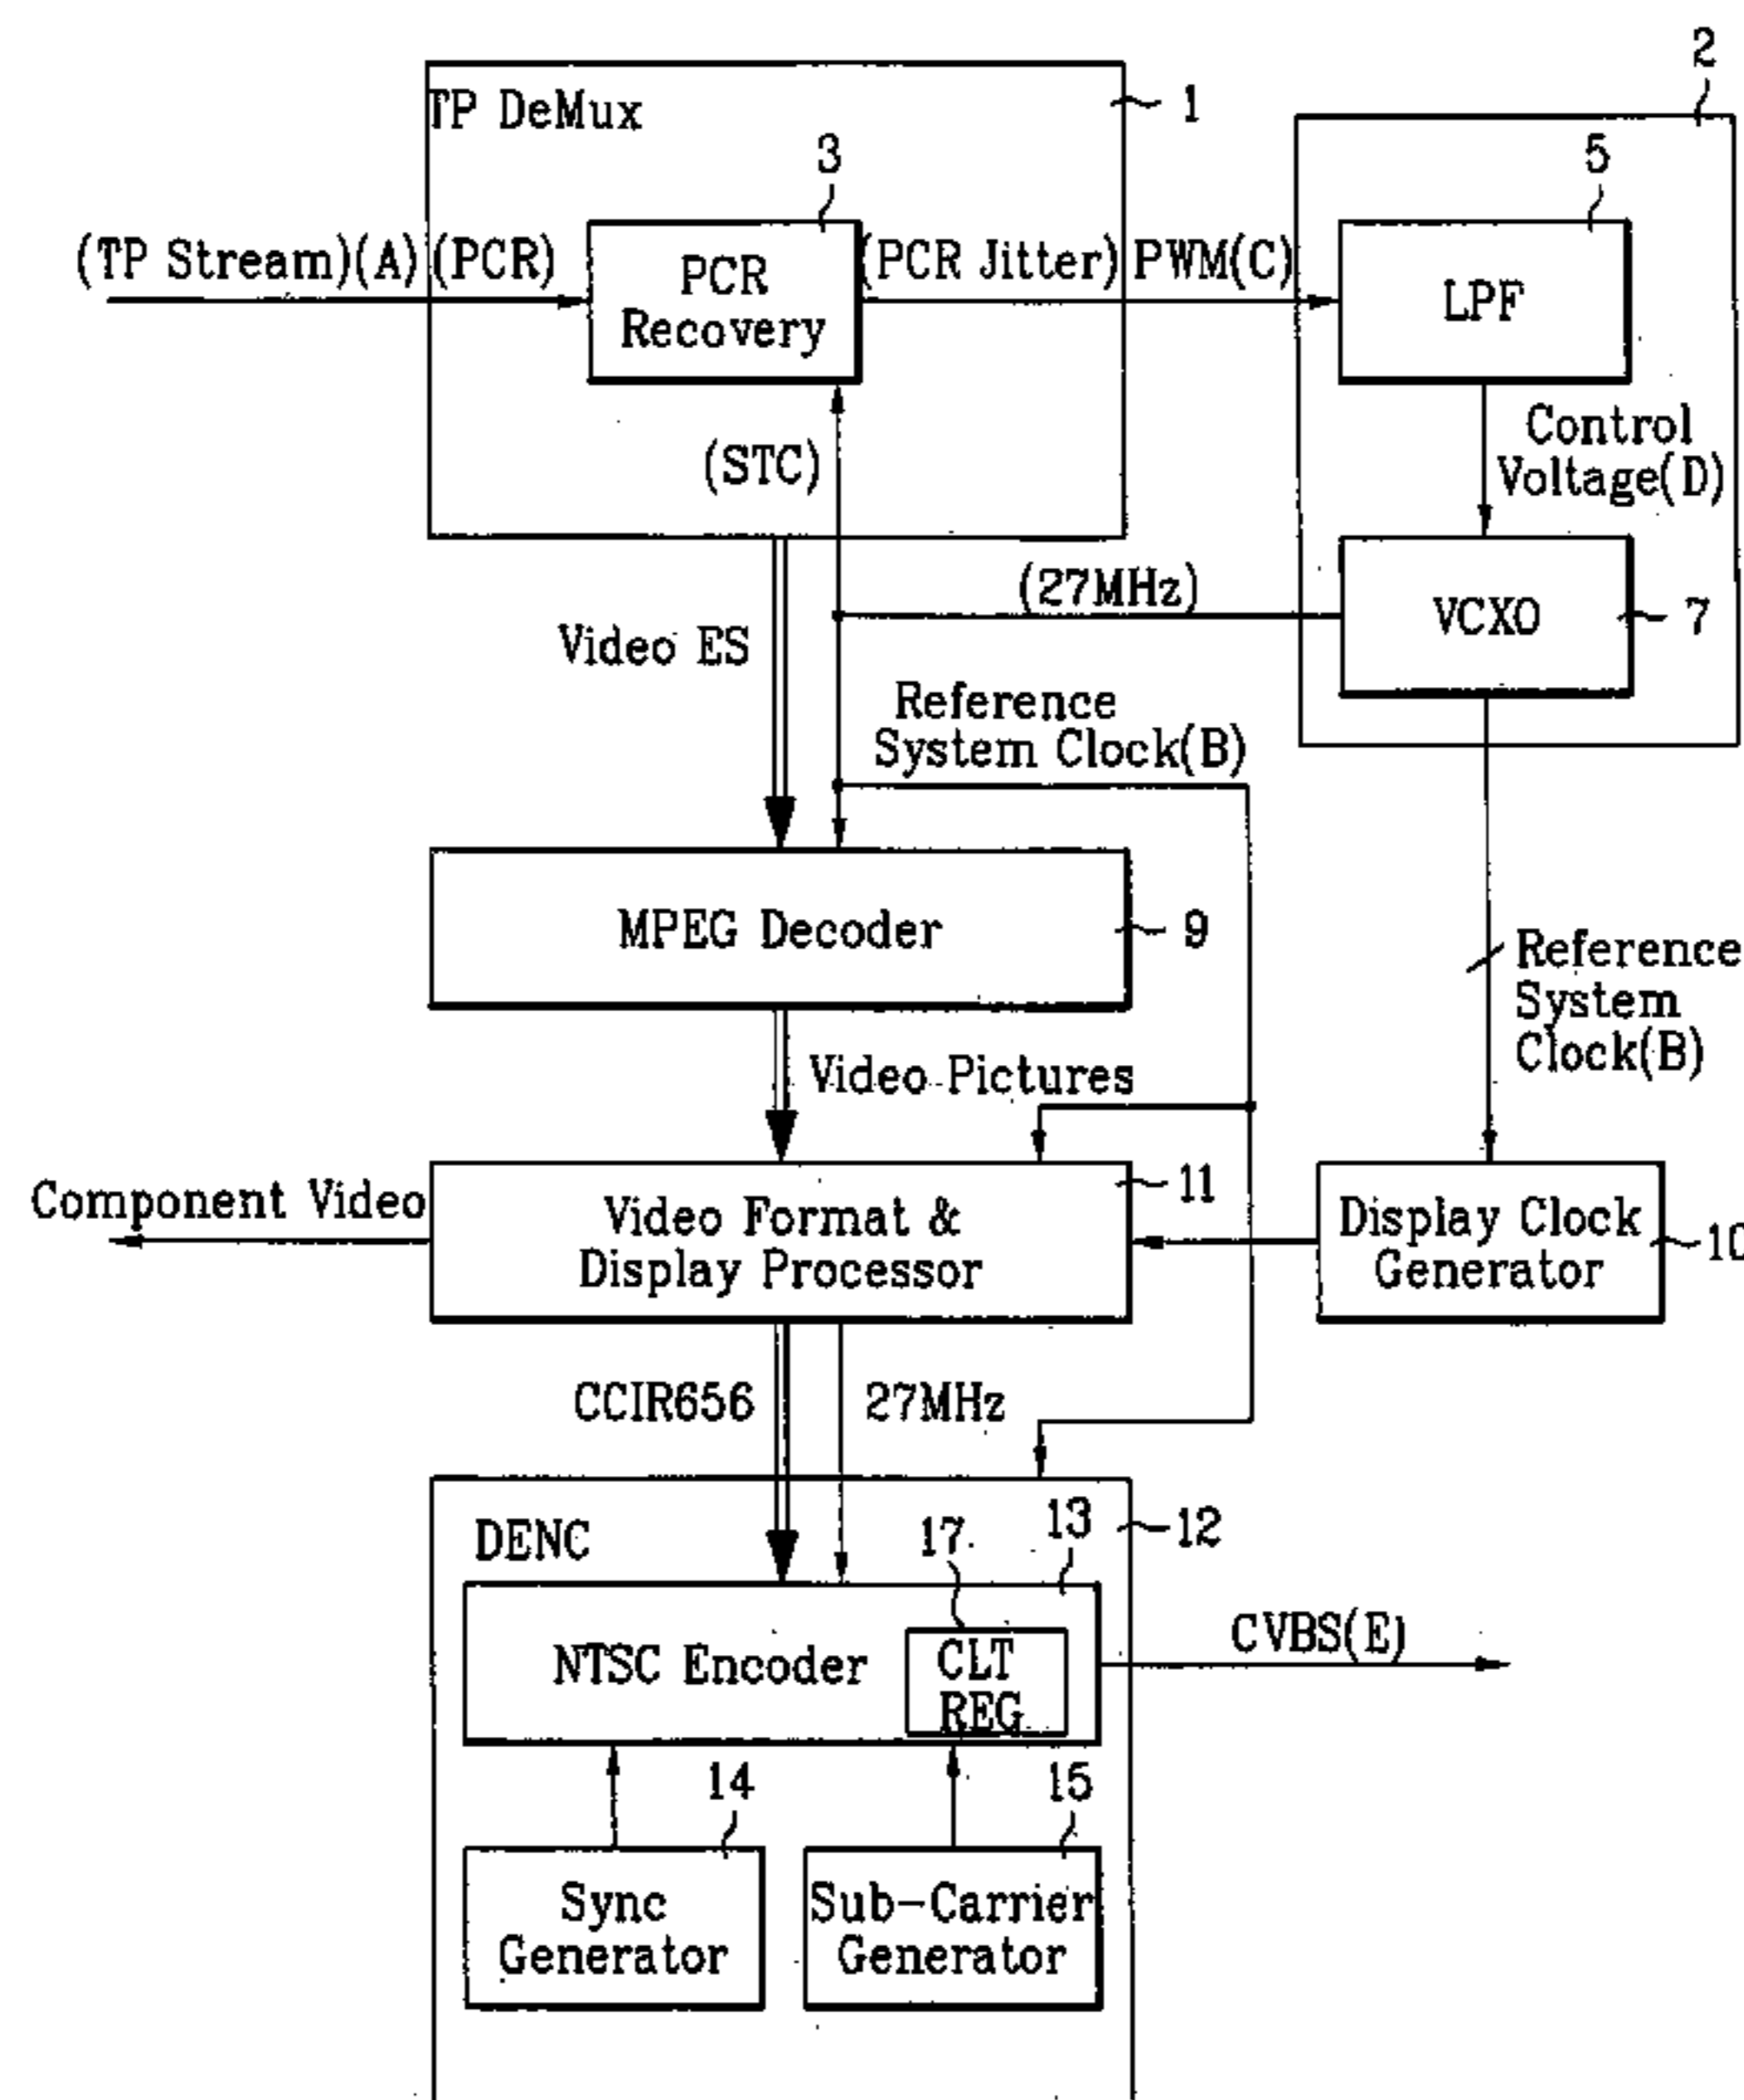 2
TP DeMux
1
3
5
(TP Stream)(A)(PCR)
(PCR Jitter) PWM(C)
PCR
Recovery
LPF
(STC)
Control
Voltage(D)
(27MHz)
VCXO
7
Video ES
Reference
System Clock(B)
MPEG Decoder
9
Reference
System
Clock(B)
Video Pictures
Component Video
11
Video Format &
Display Processor
Display Clock
Generator
10
CCIR656
27MHz
DENC
17
13
12
NTSC Encoder
CLT
REG
CVBS(E)
14
15
Sync
Generator
Sub-Carrier
Generator